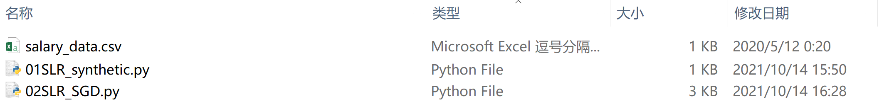 名称 类型 大小 修改日期
salary_data.csv Microsoft Excel 逗号分隔... 1 KB 2020/5/12 0:20
01SLR_synthetic.py Python File 1 KB 2021/10/14 15:50
02SLR_SGD.py Python File 3 KB 2021/10/14 16:28